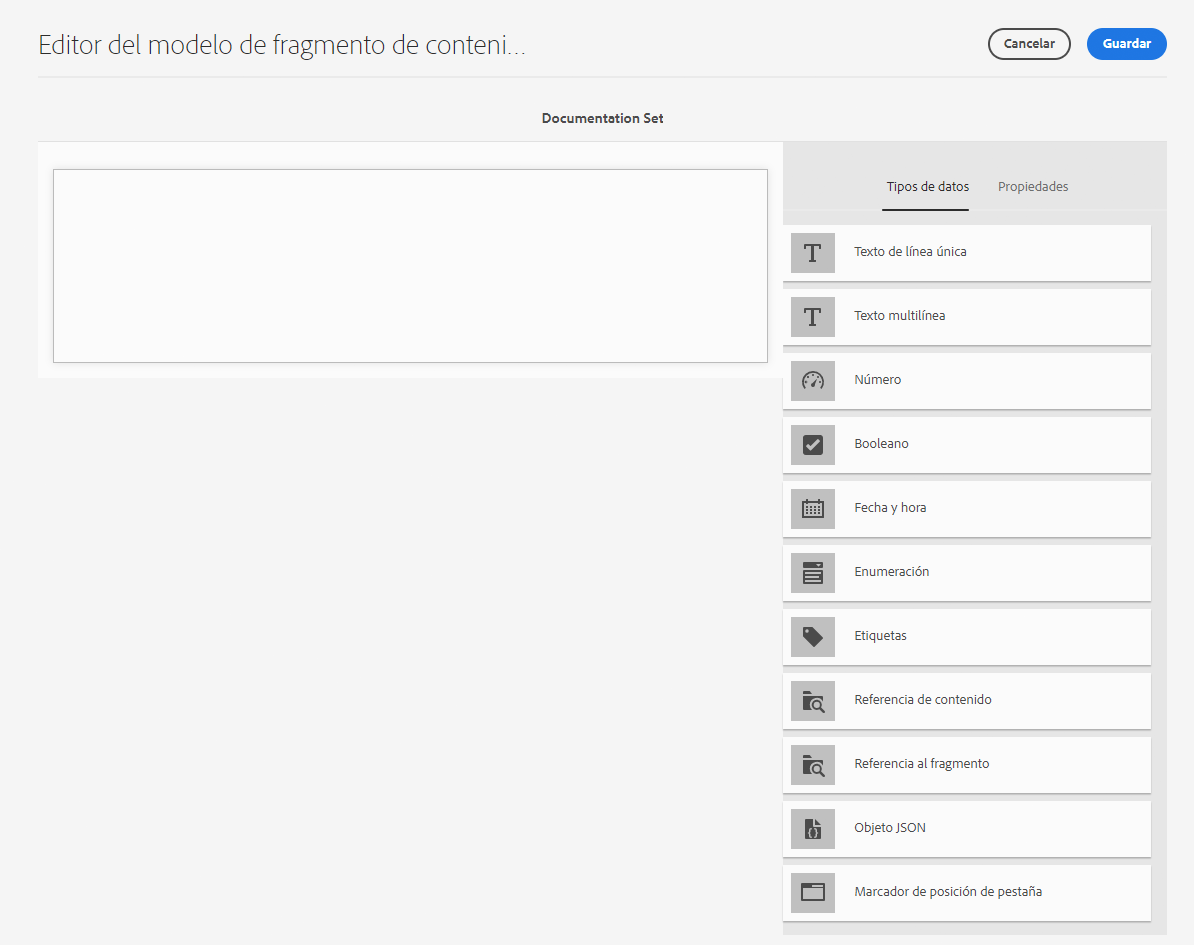 Editor del modelo de fragmento de conteni...
Cancelar
Guardar
Documentation Set
Tipos de datos
Propiedades
Texto de línea única
Texto multilínea
Número
Booleano
Fecha y hora
Enumeración
Etiquetas
Referencia de contenido
Referencia al fragmento
Objeto JSON
Marcador de posición de pestaña